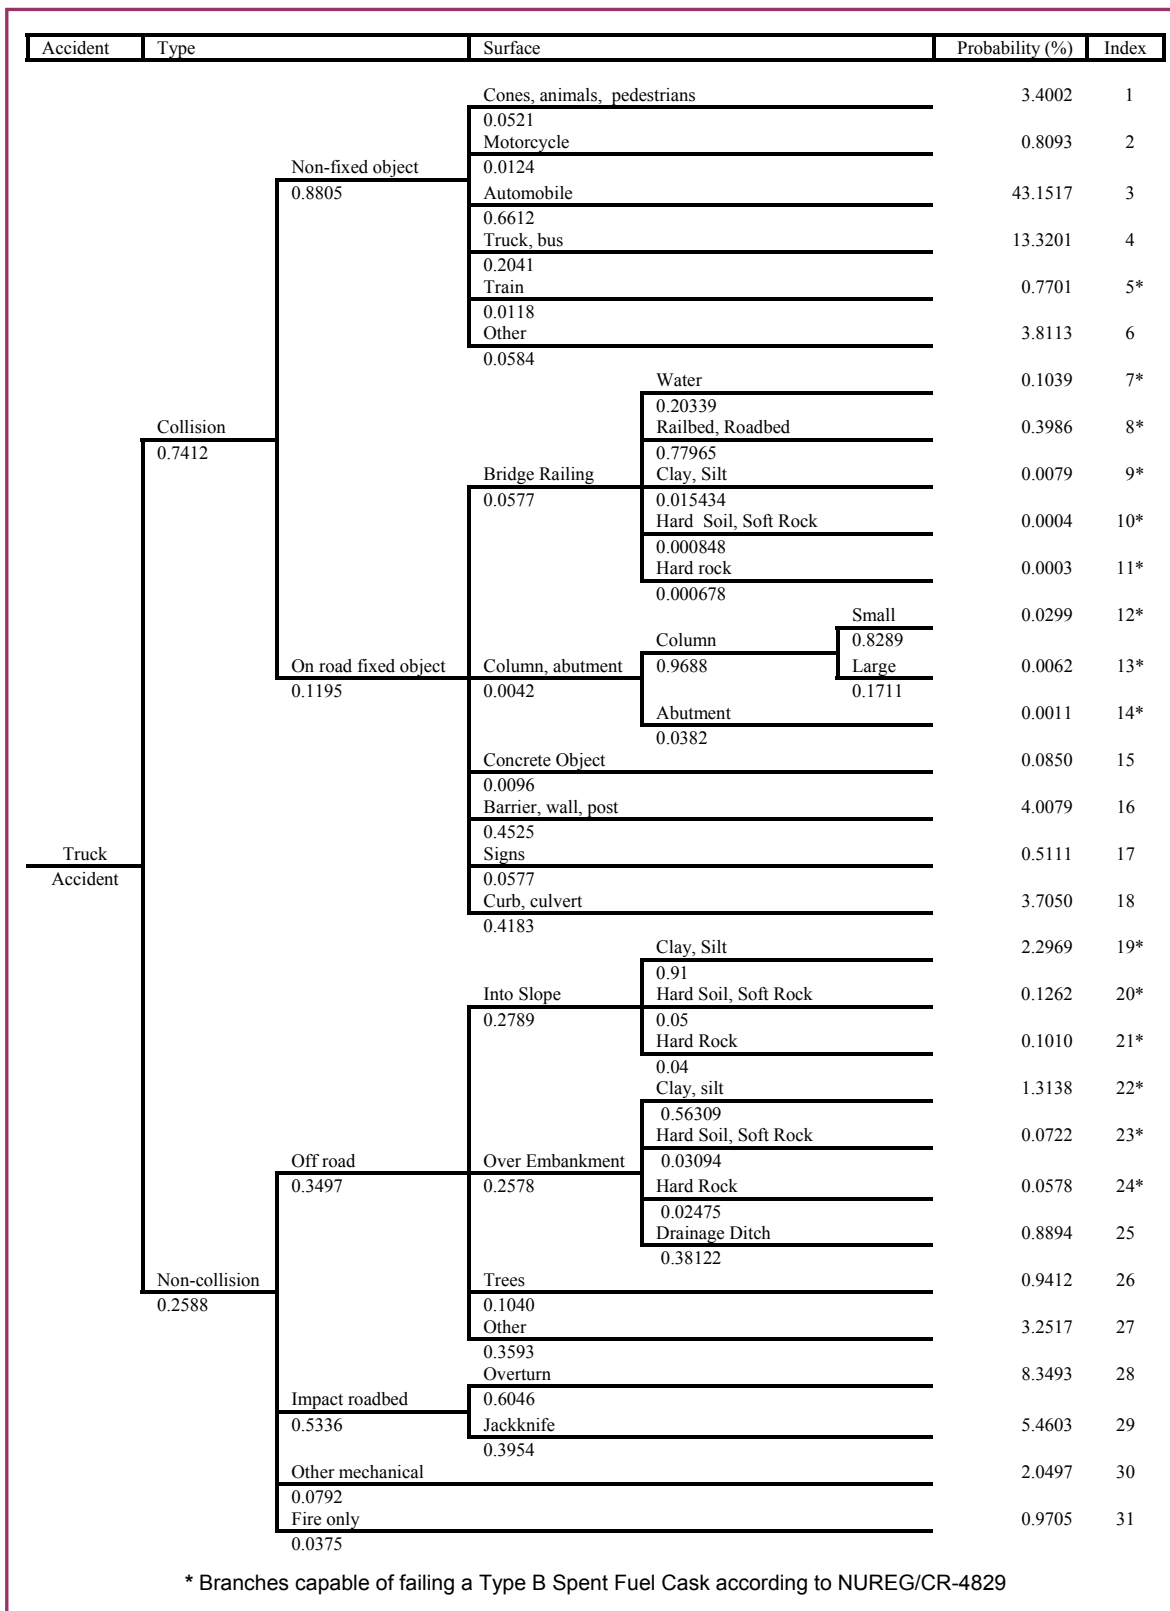 Accident Type Surface Probability (%) Index
Cones, animals, pedestrians 3.4002 1
0.0521
Motorcycle 0.8093 2
Non-fixed object 0.0124
0.8805 Automobile 43.1517 3
0.6612
Truck, bus 13.3201 4
0.2041
Train 0.7701 5*
0.0118
Other 3.8113 6
0.0584
Water 0.1039 7*
0.20339
Collision Railbed, Roadbed 0.3986 8*
0.7412 0.77965
Bridge Railing Clay, Silt 0.0079 9*
0.0577 0.015434
Hard Soil, Soft Rock 0.0004 10*
0.000848
Hard rock 0.0003 11*
0.000678
Small 0.0299 12*
Column 0.8289
On road fixed object Column, abutment 0.9688 Large 0.0062 13*
0.1195 0.0042 0.1711
Abutment 0.0011 14*
0.0382
Concrete Object 0.0850 15
0.0096
Barrier, wall, post 4.0079 16
0.4525
Truck Signs 0.5111 17
Accident 0.0577
Curb, culvert 3.7050 18
0.4183
Clay, Silt 2.2969 19*
0.91
Into Slope Hard Soil, Soft Rock 0.1262 20*
0.2789 0.05
Hard Rock 0.1010 21*
0.04
Clay, silt 1.3138 22*
0.56309
Hard Soil, Soft Rock 0.0722 23*
Off road Over Embankment 0.03094
0.3497 0.2578 Hard Rock 0.0578 24*
0.02475
Drainage Ditch 0.8894 25
0.38122
Non-collision Trees 0.9412 26
0.2588 0.1040
Other 3.2517 27
0.3593
Overturn 8.3493 28
Impact roadbed 0.6046
0.5336 Jackknife 5.4603 29
0.3954
Other mechanical 2.0497 30
0.0792
Fire only 0.9705 31
0.0375
* Branches capable of failing a Type B Spent Fuel Cask according to NUREG/CR-4829